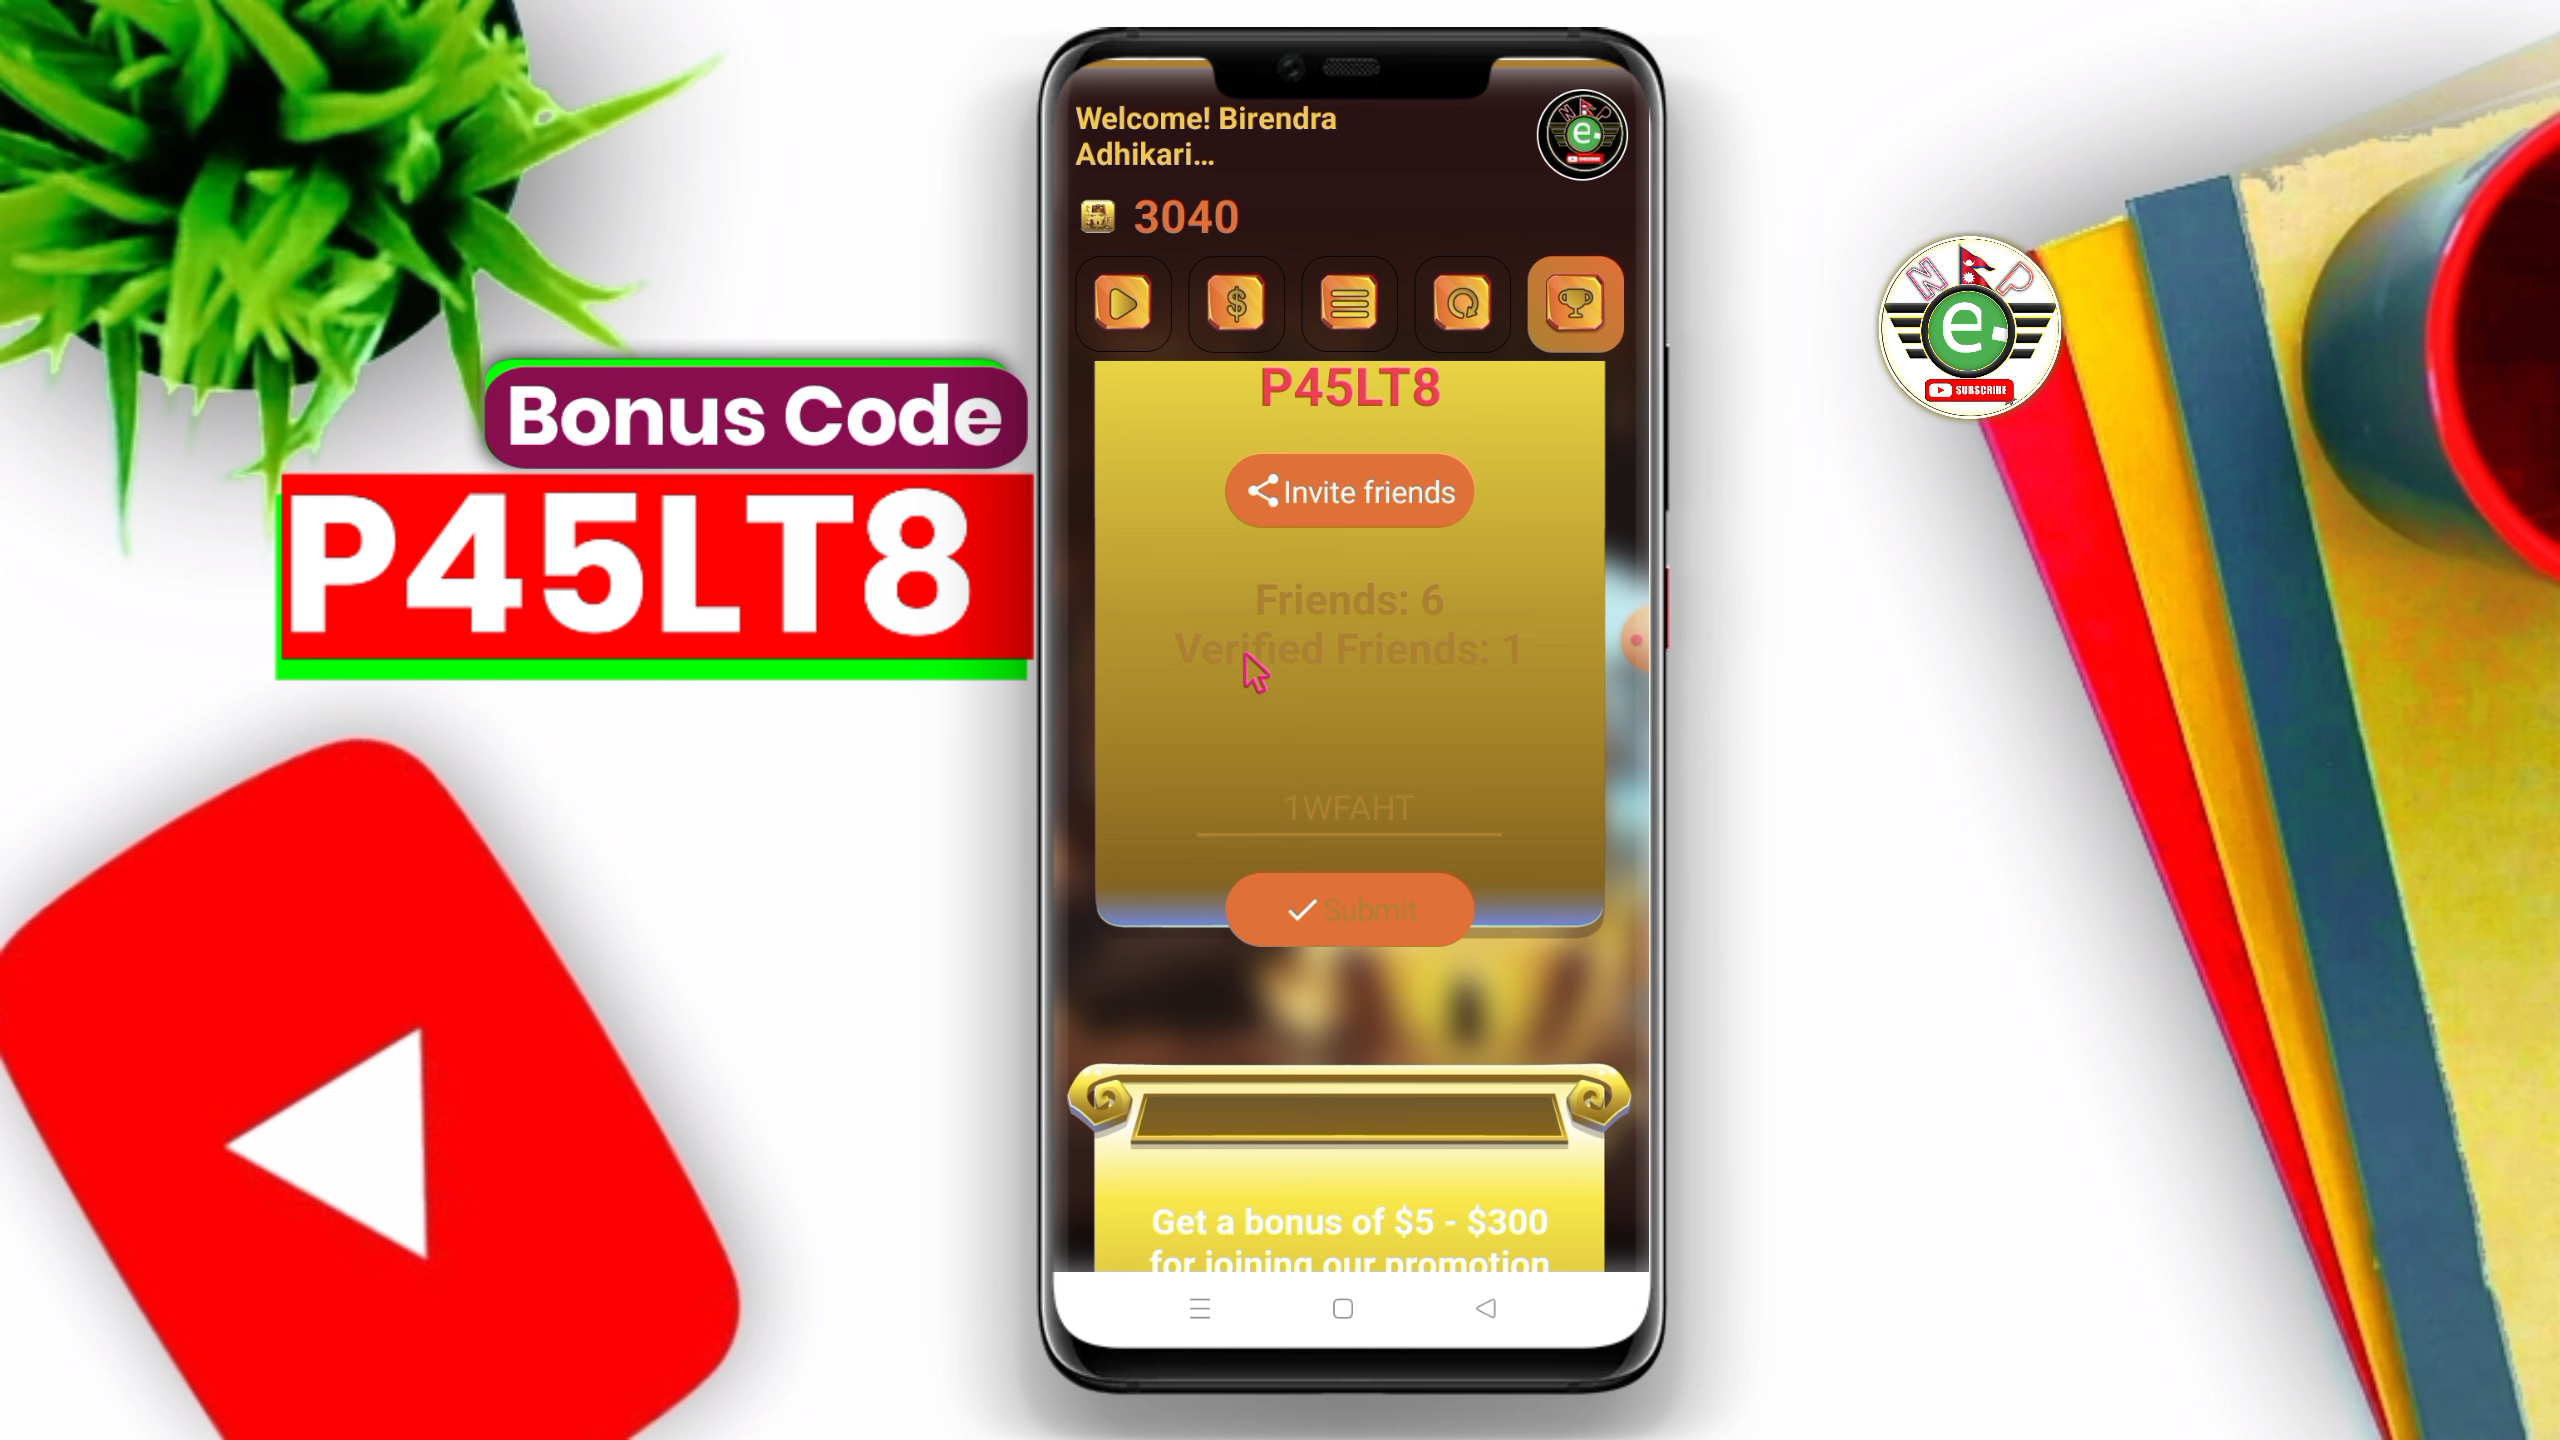 Welcome! Birendra
Adhikari...
3040
Bonus Code
P45LT8
P45LT8
Invite friends
Friends: 6
Verified Friends: 1
1WFAHT
Submit
Get a bonus of $5 - $300
for joining our promotion
N P
e
SUBSCRIBE